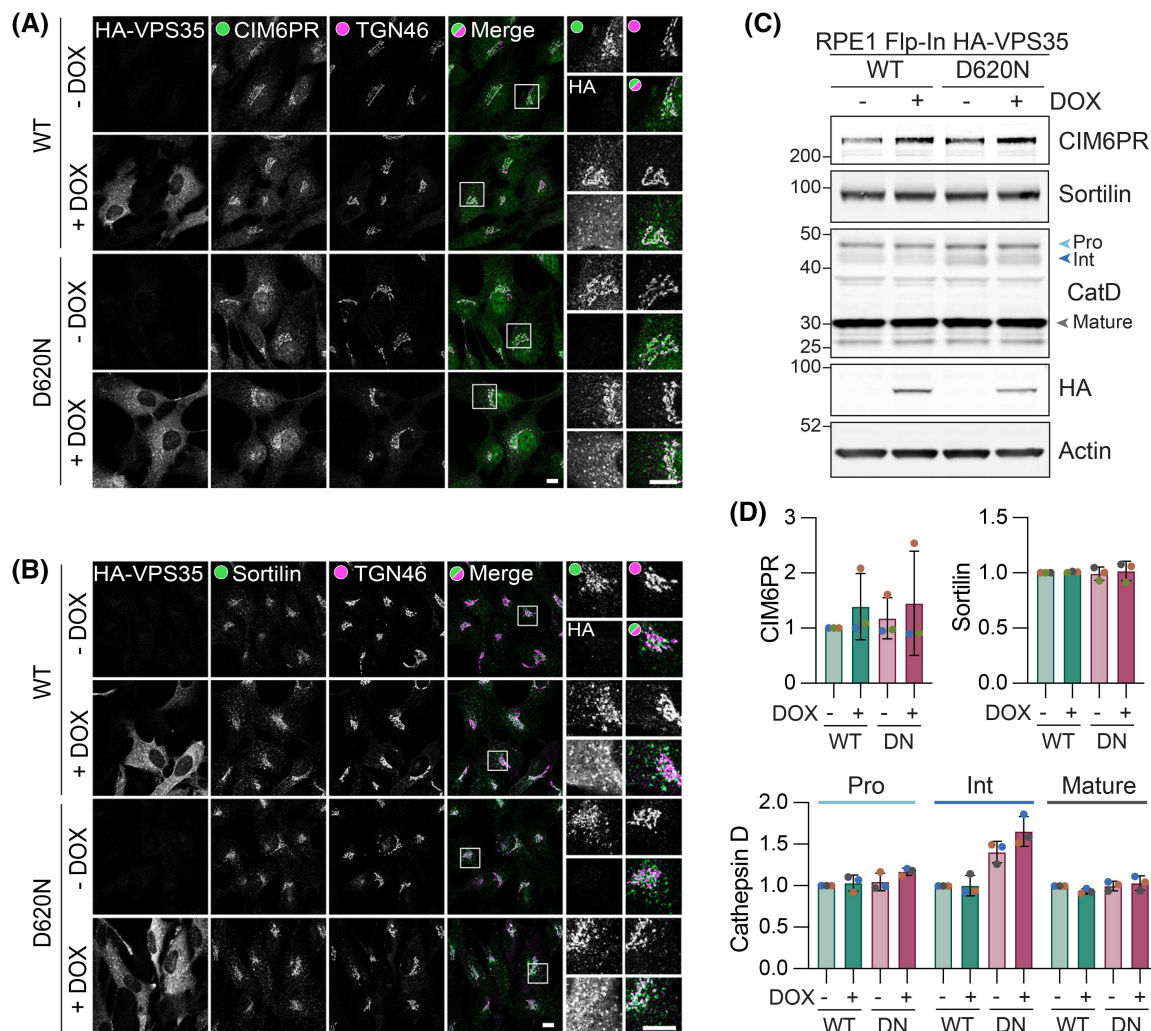 (A)
HA-VPS35 CIM6PR TGN46 Merge
- DOX
WT
HA
+ DOX
- DOX
D620N
+ DOX
(B)
HA-VPS35 Sortilin TGN46 Merge
- DOX
WT
HA
+ DOX
- DOX
D620N
+ DOX
(C)
RPE1 Flp-In HA-VPS35
WT D620N
- + - + DOX
CIM6PR
200
100
Sortilin
50
Pro
Int
40
CatD
30
Mature
25
100
HA
52
Actin
(D)
CIM6PR
3
2
1
0
DOX - + - +
WT DN
Sortilin
1.5
1.0
0.5
0.0
DOX - + - +
WT DN
Pro Int Mature
Cathepsin D
2.0
1.5
1.0
0.5
0.0
DOX - + - + - + - + - + - +
WT DN WT DN WT DN